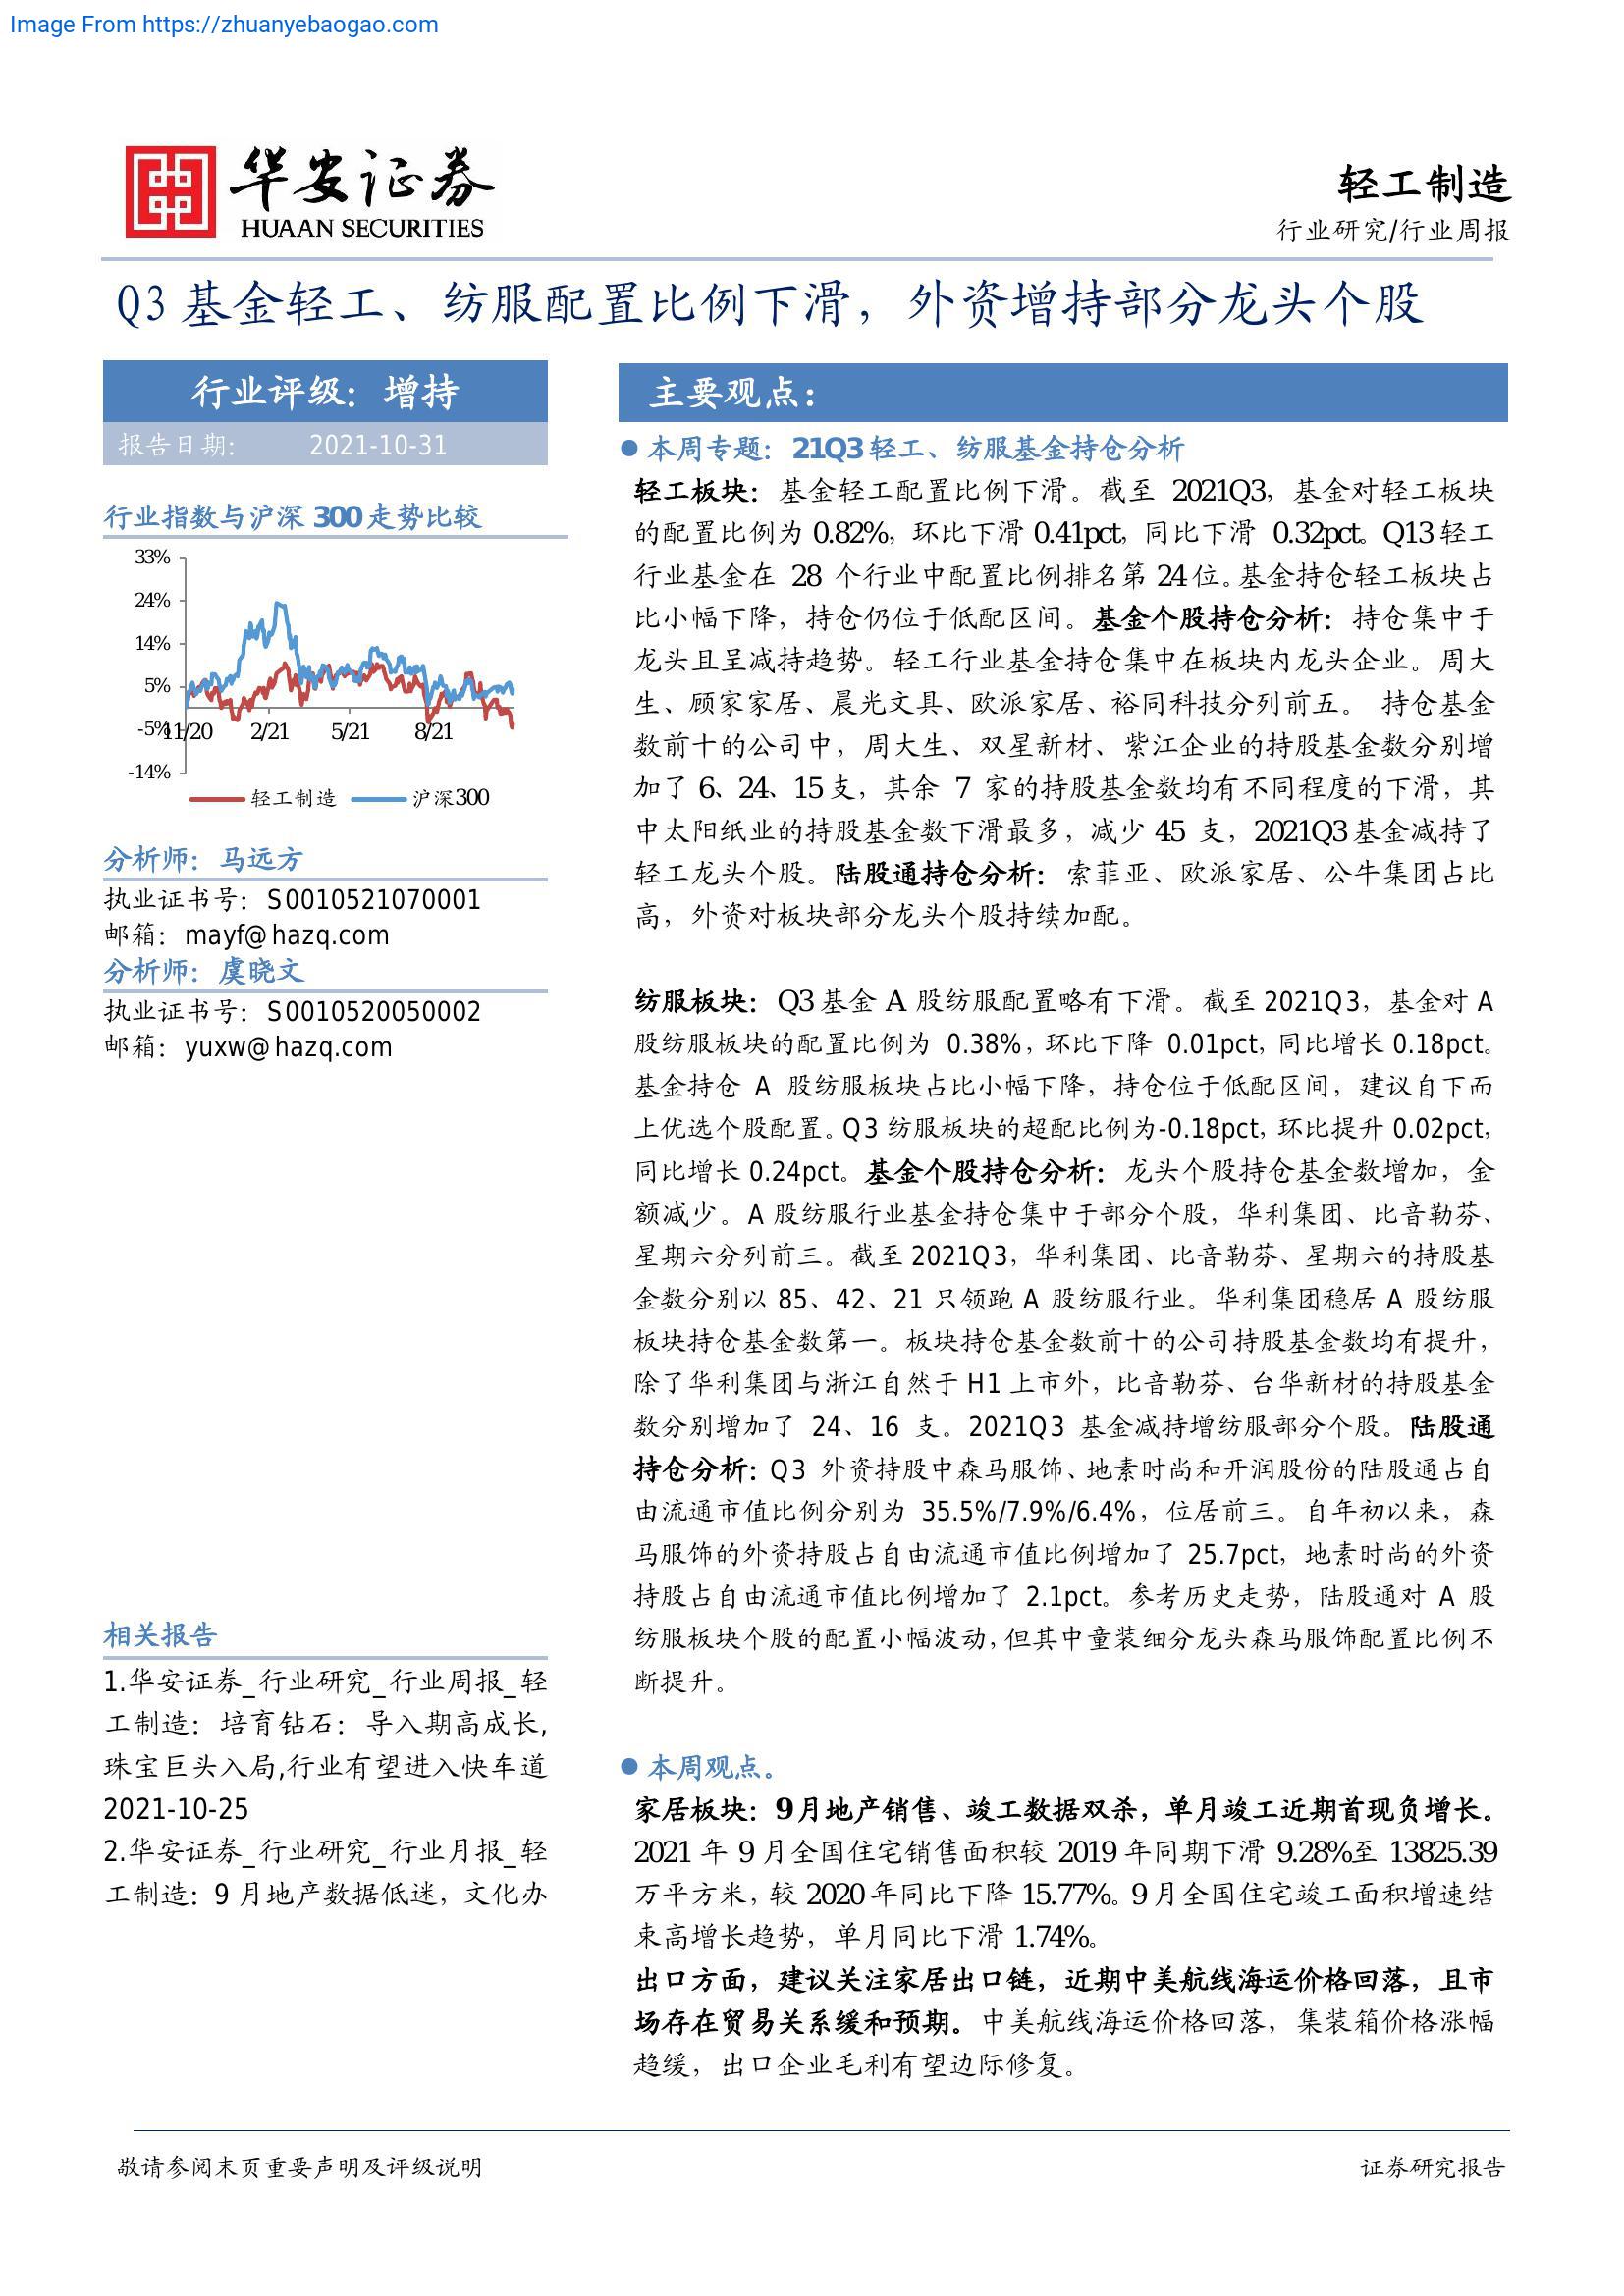 Image From https://zhuanyebaogao.com
华安证券
HUAAN SECURITIES
轻工制造
行业研究/行业周报
Q3 基金轻工、纺服配置比例下滑，外资增持部分龙头个股
行业评级：增持
报告日期： 2021-10-31
行业指数与沪深 300 走势比较
33%
24%
14%
5%
-5%
-14%
11/20 2/21 5/21 8/21
轻工制造 沪深300
分析师：马远方
执业证书号：S0010521070001
邮箱：mayf@hazq.com
分析师：虞晓文
执业证书号：S0010520050002
邮箱：yuxw@hazq.com
相关报告
1.华安证券_行业研究_行业周报_轻
工制造：培育钻石：导入期高成长,
珠宝巨头入局,行业有望进入快车道
2021-10-25
2.华安证券_行业研究_行业月报_轻
工制造：9 月地产数据低迷，文化办
主要观点：
● 本周专题：21Q3 轻工、纺服基金持仓分析
轻工板块：基金轻工配置比例下滑。截至 2021Q3，基金对轻工板块
的配置比例为 0.82%，环比下滑 0.41pct，同比下滑 0.32pct。Q13 轻工
行业基金在 28 个行业中配置比例排名第 24 位。基金持仓轻工板块占
比小幅下降，持仓仍位于低配区间。基金个股持仓分析：持仓集中于
龙头且呈减持趋势。轻工行业基金持仓集中在板块内龙头企业。周大
生、顾家家居、晨光文具、欧派家居、裕同科技分列前五。 持仓基金
数前十的公司中，周大生、双星新材、紫江企业的持股基金数分别增
加了 6、24、15 支，其余 7 家的持股基金数均有不同程度的下滑，其
中太阳纸业的持股基金数下滑最多，减少 45 支，2021Q3 基金减持了
轻工龙头个股。陆股通持仓分析：索菲亚、欧派家居、公牛集团占比
高，外资对板块部分龙头个股持续加配。
纺服板块：Q3 基金 A 股纺服配置略有下滑。截至 2021Q3，基金对 A
股纺服板块的配置比例为 0.38%，环比下降 0.01pct，同比增长 0.18pct。
基金持仓 A 股纺服板块占比小幅下降，持仓位于低配区间，建议自下而
上优选个股配置。Q3 纺服板块的超配比例为-0.18pct，环比提升 0.02pct，
同比增长 0.24pct。基金个股持仓分析：龙头个股持仓基金数增加，金
额减少。A 股纺服行业基金持仓集中于部分个股，华利集团、比音勒芬、
星期六分列前三。截至 2021Q3，华利集团、比音勒芬、星期六的持股基
金数分别以 85、42、21 只领跑 A 股纺服行业。华利集团稳居 A 股纺服
板块持仓基金数第一。板块持仓基金数前十的公司持股基金数均有提升，
除了华利集团与浙江自然于 H1 上市外，比音勒芬、台华新材的持股基金
数分别增加了 24、16 支。2021Q3 基金减持增纺服部分个股。陆股通
持仓分析：Q3 外资持股中森马服饰、地素时尚和开润股份的陆股通占自
由流通市值比例分别为 35.5%/7.9%/6.4%，位居前三。自年初以来，森
马服饰的外资持股占自由流通市值比例增加了 25.7pct，地素时尚的外资
持股占自由流通市值比例增加了 2.1pct。参考历史走势，陆股通对 A 股
纺服板块个股的配置小幅波动，但其中童装细分龙头森马服饰配置比例不
断提升。
● 本周观点。
家居板块：9 月地产销售、竣工数据双杀，单月竣工近期首现负增长。
2021 年 9 月全国住宅销售面积较 2019 年同期下滑 9.28%至 13825.39
万平方米，较 2020 年同比下降 15.77%。9 月全国住宅竣工面积增速结
束高增长趋势，单月同比下滑 1.74%。
出口方面，建议关注家居出口链，近期中美航线海运价格回落，且市
场存在贸易关系缓和预期。中美航线海运价格回落，集装箱价格涨幅
趋缓，出口企业毛利有望边际修复。
敬请参阅末页重要声明及评级说明
证券研究报告